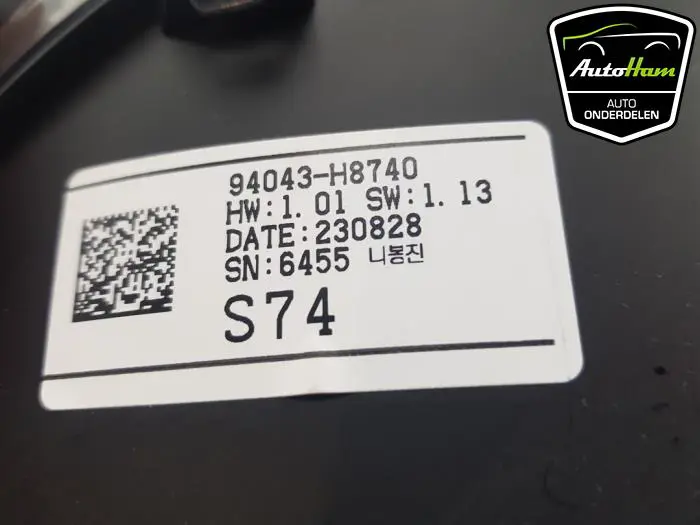 AutoHam
AUTO
ONDERDELEN
94043-H8740
HW:1.01 SW:1.13
DATE:230828
SN:6455 니봉진
S74